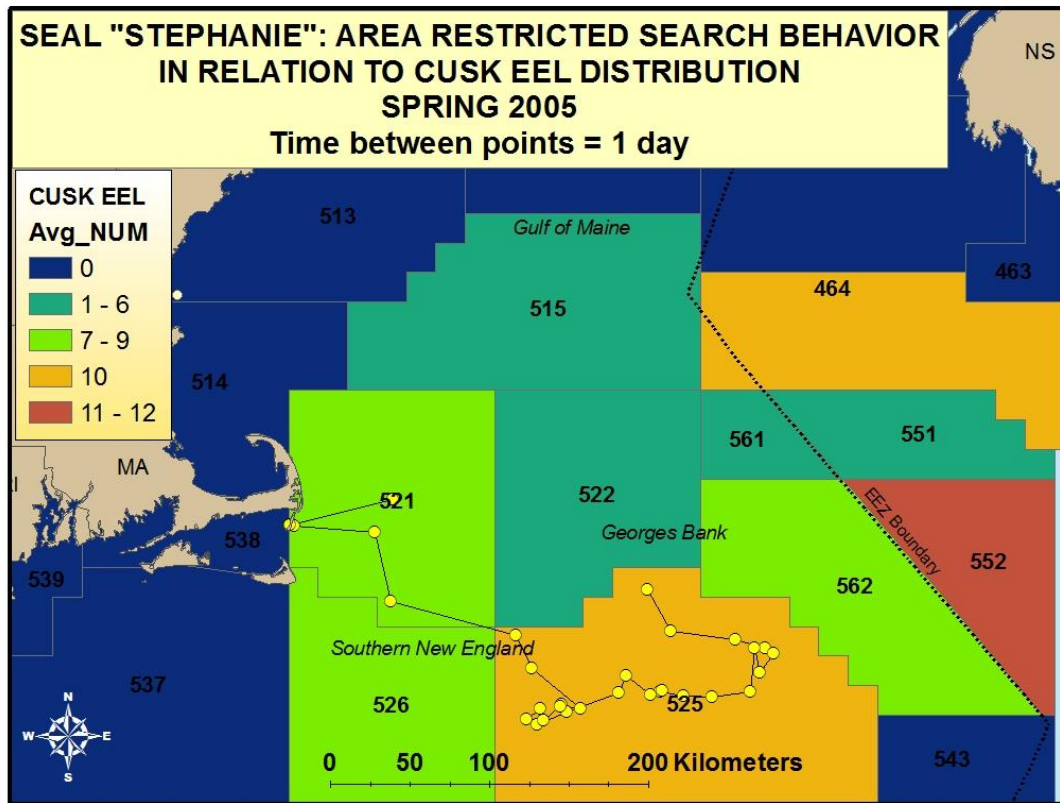 SEAL "STEPHANIE": AREA RESTRICTED SEARCH BEHAVIOR
IN RELATION TO CUSK EEL DISTRIBUTION
SPRING 2005
Time between points = 1 day
NS
CUSK EEL
Avg_NUM
0
1 - 6
7 - 9
10
11 - 12
513
Gulf of Maine
463
464
515
514
561
551
MA
521
522
538
Georges Bank
EEZ Boundary
552
539
562
Southern New England
537
526
525
N
W
E
S
0
50
100
200 Kilometers
543